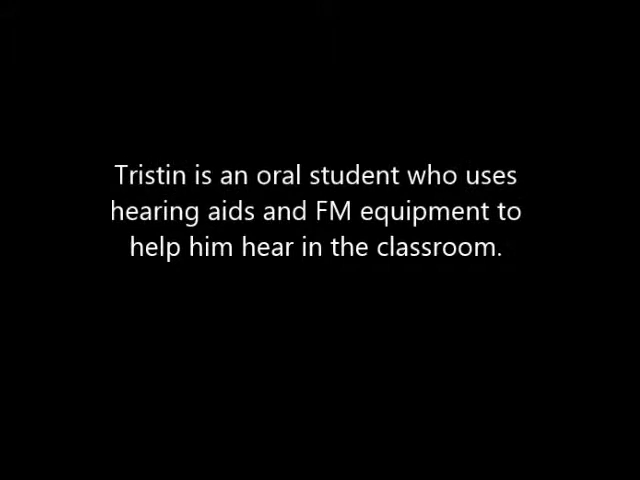 Tristin is an oral student who uses
hearing aids and FM equipment to
help him hear in the classroom.